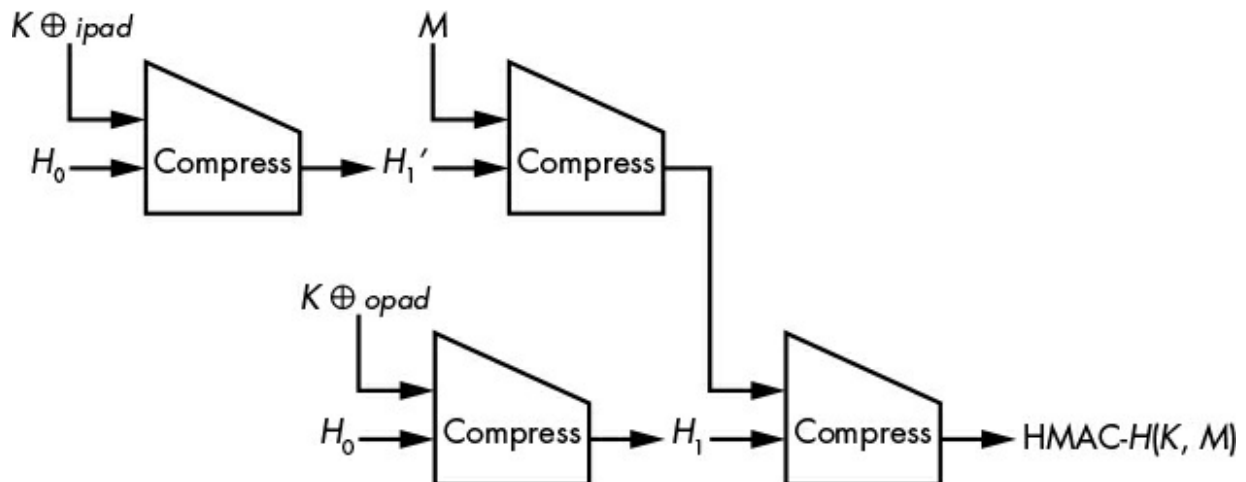 K ⊕ ipad
M
H₀
Compress
H₁′
Compress
K ⊕ opad
H₀
Compress
H₁
Compress
HMAC-H(K, M)